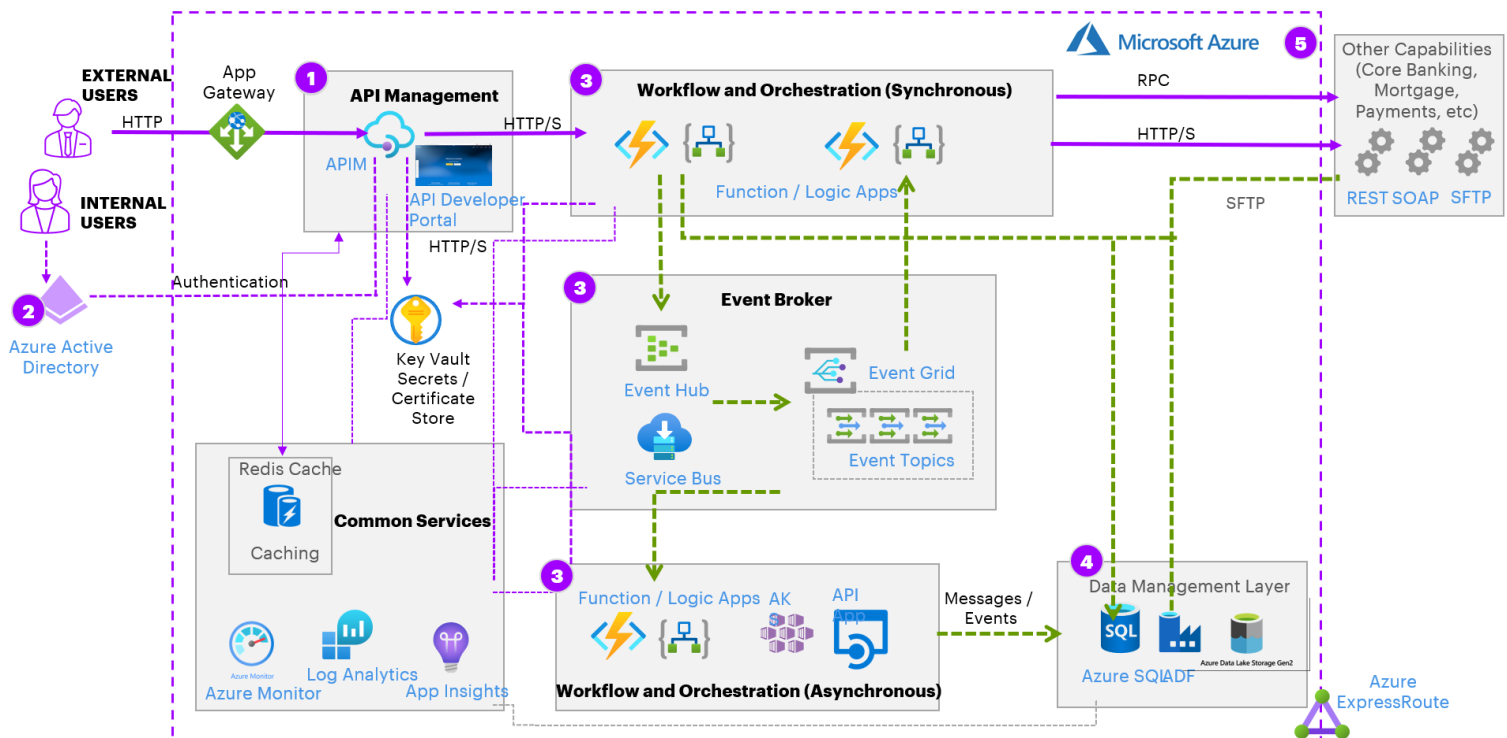 Microsoft Azure
5
Other Capabilities
(Core Banking,
Mortgage,
Payments, etc)
REST SOAP SFTP
EXTERNAL
USERS
HTTP
App
Gateway
1
API Management
APIM
API Developer
Portal
HTTP/S
3
Workflow and Orchestration (Synchronous)
Function / Logic Apps
RPC
HTTP/S
SFTP
INTERNAL
USERS
HTTP/S
Authentication
2
Azure Active
Directory
Key Vault
Secrets /
Certificate
Store
3
Event Broker
Event Hub
Event Grid
Event Topics
Service Bus
Redis Cache
Caching
Common Services
Azure Monitor
Azure Monitor
Log Analytics
App Insights
3
Function / Logic Apps
AK
S
API
App
Workflow and Orchestration (Asynchronous)
Messages /
Events
4
Data Management Layer
SQL
Azure SQL
ADF
Azure Data Lake Storage Gen2
Azure
ExpressRoute